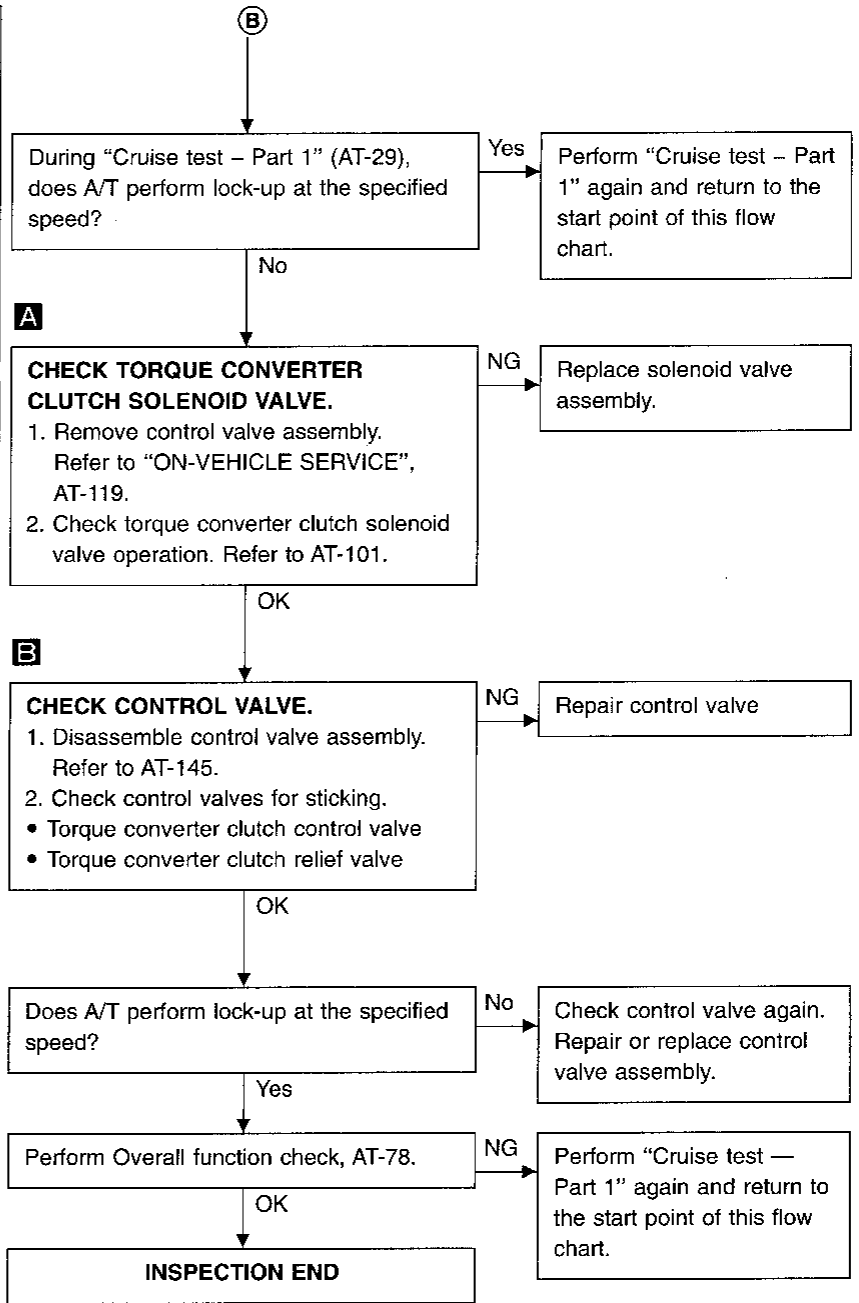 B
During “Cruise test – Part 1” (AT-29),
does A/T perform lock-up at the specified
speed?
Yes
Perform “Cruise test – Part
1” again and return to the
start point of this flow
chart.
No
A
CHECK TORQUE CONVERTER
CLUTCH SOLENOID VALVE.
1. Remove control valve assembly.
Refer to “ON-VEHICLE SERVICE”,
AT-119.
2. Check torque converter clutch solenoid
valve operation. Refer to AT-101.
NG
Replace solenoid valve
assembly.
OK
B
CHECK CONTROL VALVE.
1. Disassemble control valve assembly.
Refer to AT-145.
2. Check control valves for sticking.
• Torque converter clutch control valve
• Torque converter clutch relief valve
NG
Repair control valve
OK
Does A/T perform lock-up at the specified
speed?
No
Check control valve again.
Repair or replace control
valve assembly.
Yes
Perform Overall function check, AT-78.
NG
Perform “Cruise test —
Part 1” again and return to
the start point of this flow
chart.
OK
INSPECTION END